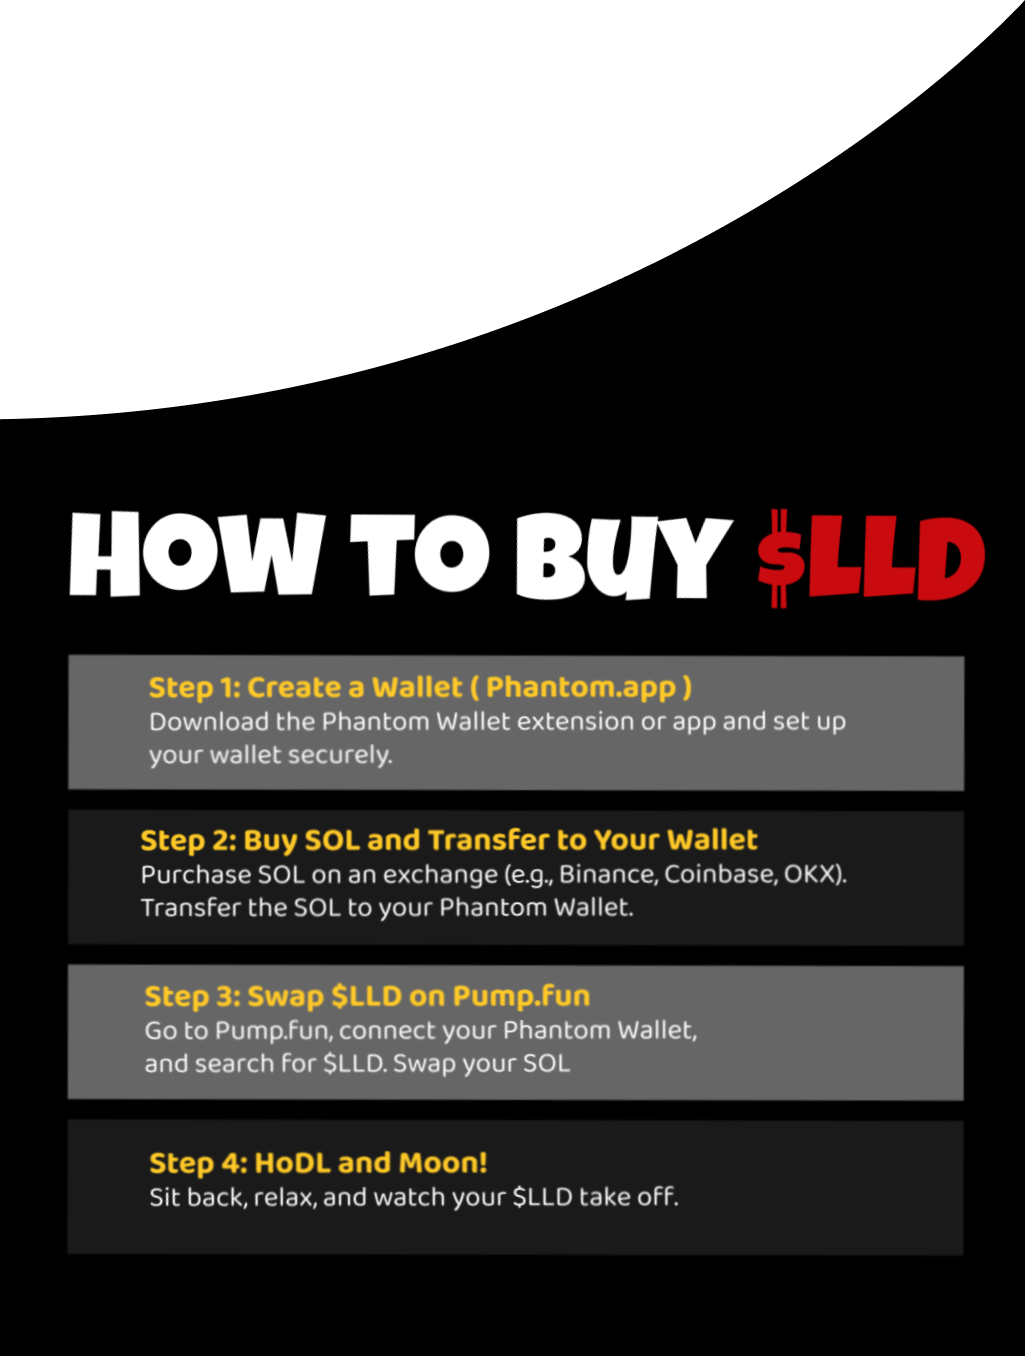 HOW TO BUY $LLD
Step 1: Create a Wallet ( Phantom.app )
Download the Phantom Wallet extension or app and set up
your wallet securely.
Step 2: Buy SOL and Transfer to Your Wallet
Purchase SOL on an exchange (e.g., Binance, Coinbase, OKX).
Transfer the SOL to your Phantom Wallet.
Step 3: Swap $LLD on Pump.fun
Go to Pump.fun, connect your Phantom Wallet,
and search for $LLD. Swap your SOL
Step 4: HoDL and Moon!
Sit back, relax, and watch your $LLD take off.